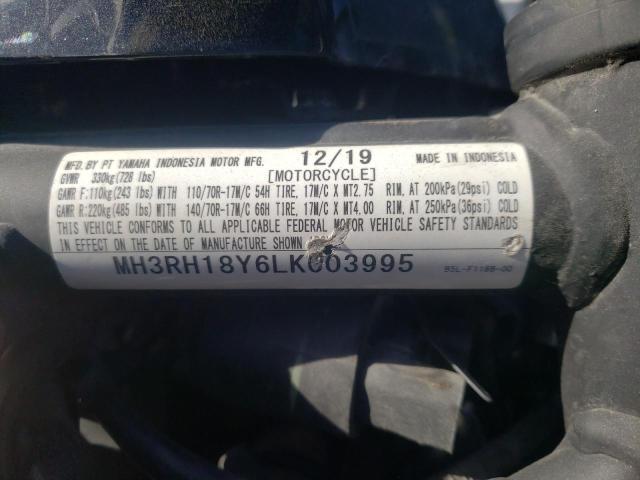 MFD. BY PT YAMAHA INDONESIA MOTOR MFG. 12/19 MADE IN INDONESIA
GVWR 330kg(728 lbs) [MOTORCYCLE]
GAWR F:110kg(243 lbs) WITH 110/70R-17M/C 54H TIRE, 17M/C X MT2.75 RIM, AT 200kPa(29psi) COLD
GAWR R:220kg(485 lbs) WITH 140/70R-17M/C 66H TIRE, 17M/C X MT4.00 RIM, AT 250kPa(36psi) COLD
THIS VEHICLE CONFORMS TO ALL APPLICABLE FEDERAL MOTOR VEHICLE SAFETY STANDARDS
IN EFFECT ON THE DATE OF MANUFACTURE SHOWN
MH3RH18Y6LK003995